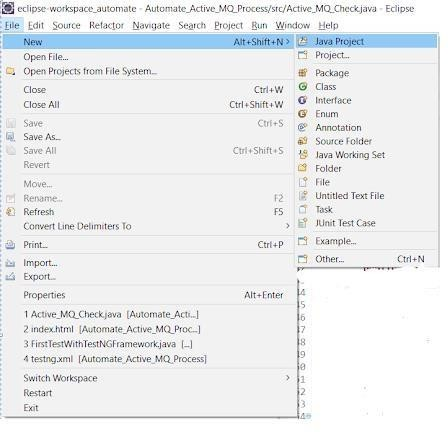 eclipse-workspace_automate - Automate_Active_MQ_Process/src/Active_MQ_Check.java - Eclipse
File Edit Source Refactor Navigate Search Project Run Window Help
New Alt+Shift+N >
Open File...
Open Projects from File System...
Close Ctrl+W
Close All Ctrl+Shift+W
Save Ctrl+S
Save As...
Save All Ctrl+Shift+S
Revert
Move...
Rename... F2
Refresh F5
Convert Line Delimiters To >
Print... Ctrl+P
Import...
Export...
Properties Alt+Enter
1 Active_MQ_Check.java [Automate_Acti...]
2 index.html [Automate_Active_MQ_Proc...]
3 FirstTestWithTestNGFramework.java [...]
4 testng.xml [Automate_Active_MQ_Process]
Switch Workspace >
Restart
Exit
Java Project
Project...
Package
Class
Interface
Enum
Annotation
Source Folder
Java Working Set
Folder
File
Untitled Text File
Task
JUnit Test Case
Example...
Other... Ctrl+N